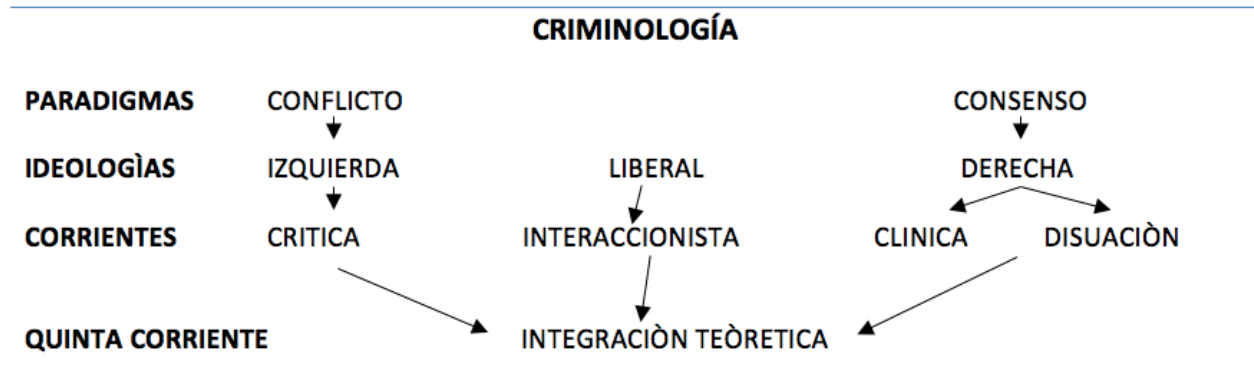 CRIMINOLOGÍA
PARADIGMAS CONFLICTO CONSENSO
IDEOLOGÌAS IZQUIERDA LIBERAL DERECHA
CORRIENTES CRITICA INTERACCIONISTA CLINICA DISUACIÒN
QUINTA CORRIENTE INTEGRACIÒN TEÒRETICA